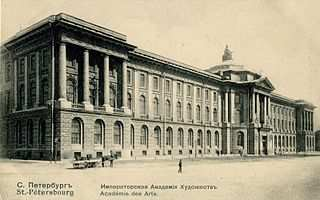 С. Петербургъ
St.-Pétersbourg
Императорская Академія Художествъ.
Académie des Arts.